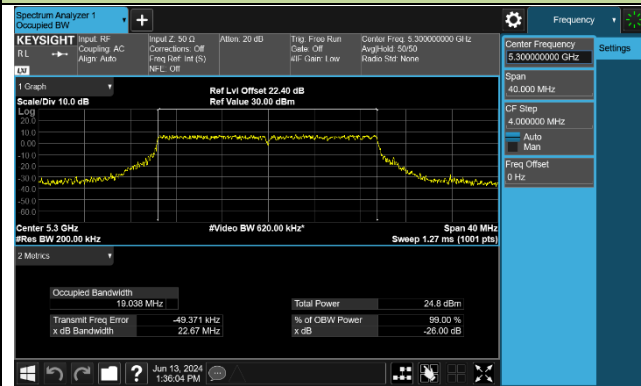 Spectrum Analyzer 1
Occupied BW
+
Frequency
KEYSIGHT
Input: RF
Input Z: 50 Ω
Atten: 20 dB
Trig: Free Run
Center Freq: 5.300000000 GHz
RL
Coupling: AC
Corrections: Off
Gate: Off
Avg|Hold: 50/50
Align: Auto
Freq Ref: Int (S)
#IF Gain: Low
Radio Std: None
NFE: Off
LXI
1 Graph
Ref Lvl Offset 22.40 dB
Scale/Div 10.0 dB
Ref Value 30.00 dBm
Log
20.0
10.0
0.00
-10.0
-20.0
-30.0
-40.0
-50.0
-60.0
Center 5.3 GHz
#Video BW 620.00 kHz*
Span 40 MHz
#Res BW 200.00 kHz
Sweep 1.27 ms (1001 pts)
2 Metrics
Occupied Bandwidth
19.038 MHz
Total Power
24.8 dBm
Transmit Freq Error
-49.371 kHz
% of OBW Power
99.00 %
x dB Bandwidth
22.67 MHz
x dB
-26.00 dB
Center Frequency
5.300000000 GHz
Settings
Span
40.000 MHz
CF Step
4.000000 MHz
Auto
Man
Freq Offset
0 Hz
?
Jun 13, 2024
1:36:04 PM